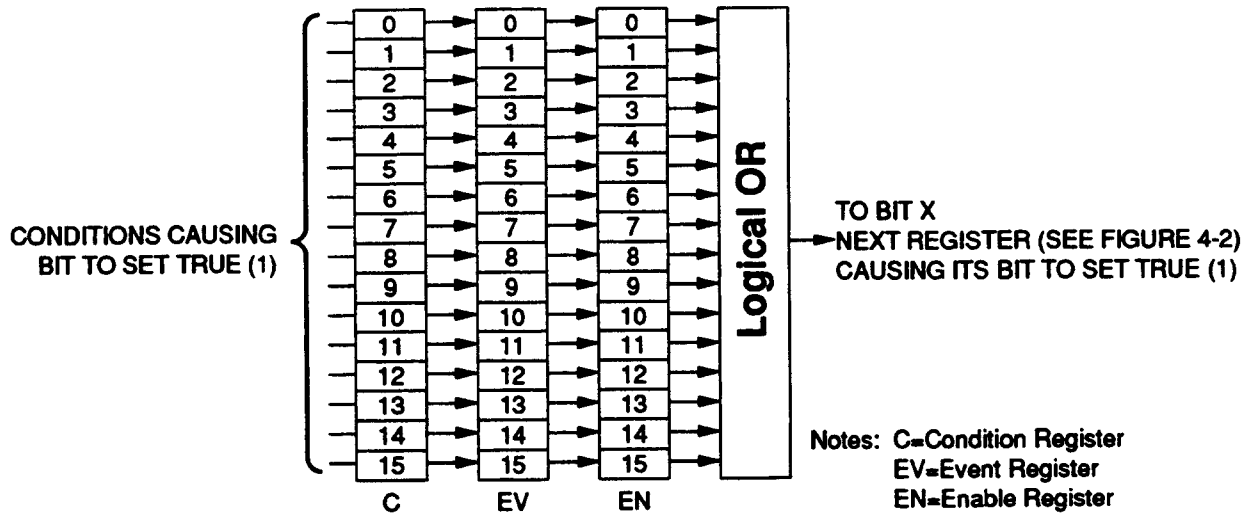 0 0 0
1 1 1
2 2 2
3 3 3
4 4 4
5 5 5
6 6 6
7 7 7
8 8 8
9 9 9
10 10 10
11 11 11
12 12 12
13 13 13
14 14 14
15 15 15
C EV EN
CONDITIONS CAUSING
BIT TO SET TRUE (1)
Logical OR
TO BIT X
NEXT REGISTER (SEE FIGURE 4-2)
CAUSING ITS BIT TO SET TRUE (1)
Notes: C=Condition Register
EV=Event Register
EN=Enable Register